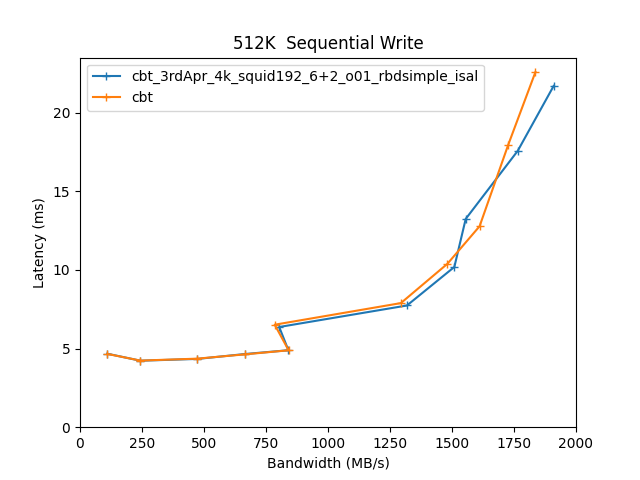 512K  Sequential Write
cbt_3rdApr_4k_squid192_6+2_o01_rbdsimple_isal
cbt
Latency (ms)
20
15
10
5
0
0 250 500 750 1000 1250 1500 1750 2000
Bandwidth (MB/s)